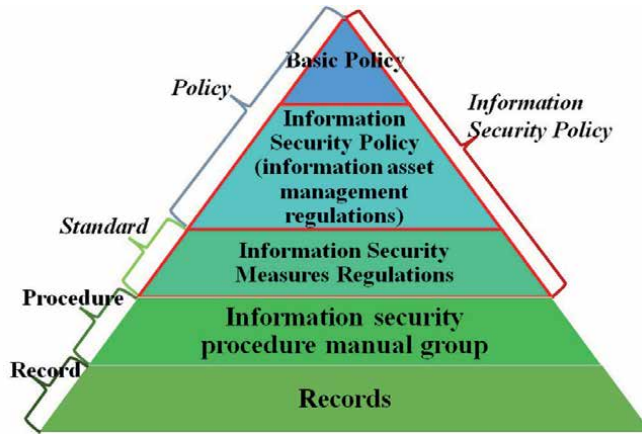 Basic Policy
Policy
Information
Security Policy
Information
Security Policy
(information asset
management
regulations)
Standard
Information Security
Measures Regulations
Procedure
Information security
procedure manual group
Record
Records